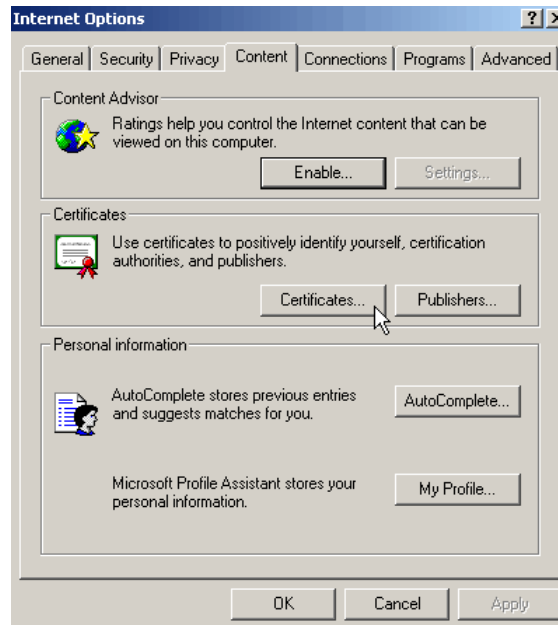 Internet Options
General Security Privacy Content Connections Programs Advanced
Content Advisor
Ratings help you control the Internet content that can be
viewed on this computer.
Enable... Settings...
Certificates
Use certificates to positively identify yourself, certification
authorities, and publishers.
Certificates... Publishers...
Personal information
AutoComplete stores previous entries
and suggests matches for you.
AutoComplete...
Microsoft Profile Assistant stores your
personal information.
My Profile...
OK Cancel Apply